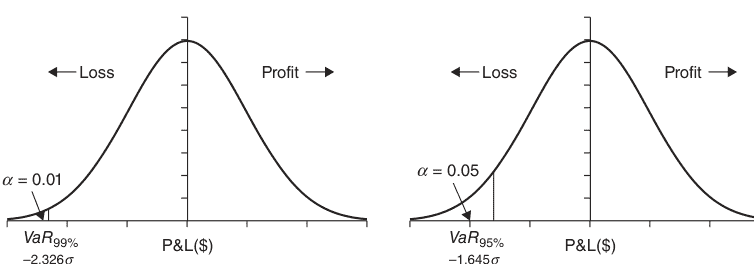 Loss Profit
α = 0.01
VaR99%
P&L($)
−2.326σ
Loss Profit
α = 0.05
VaR95%
P&L($)
−1.645σ